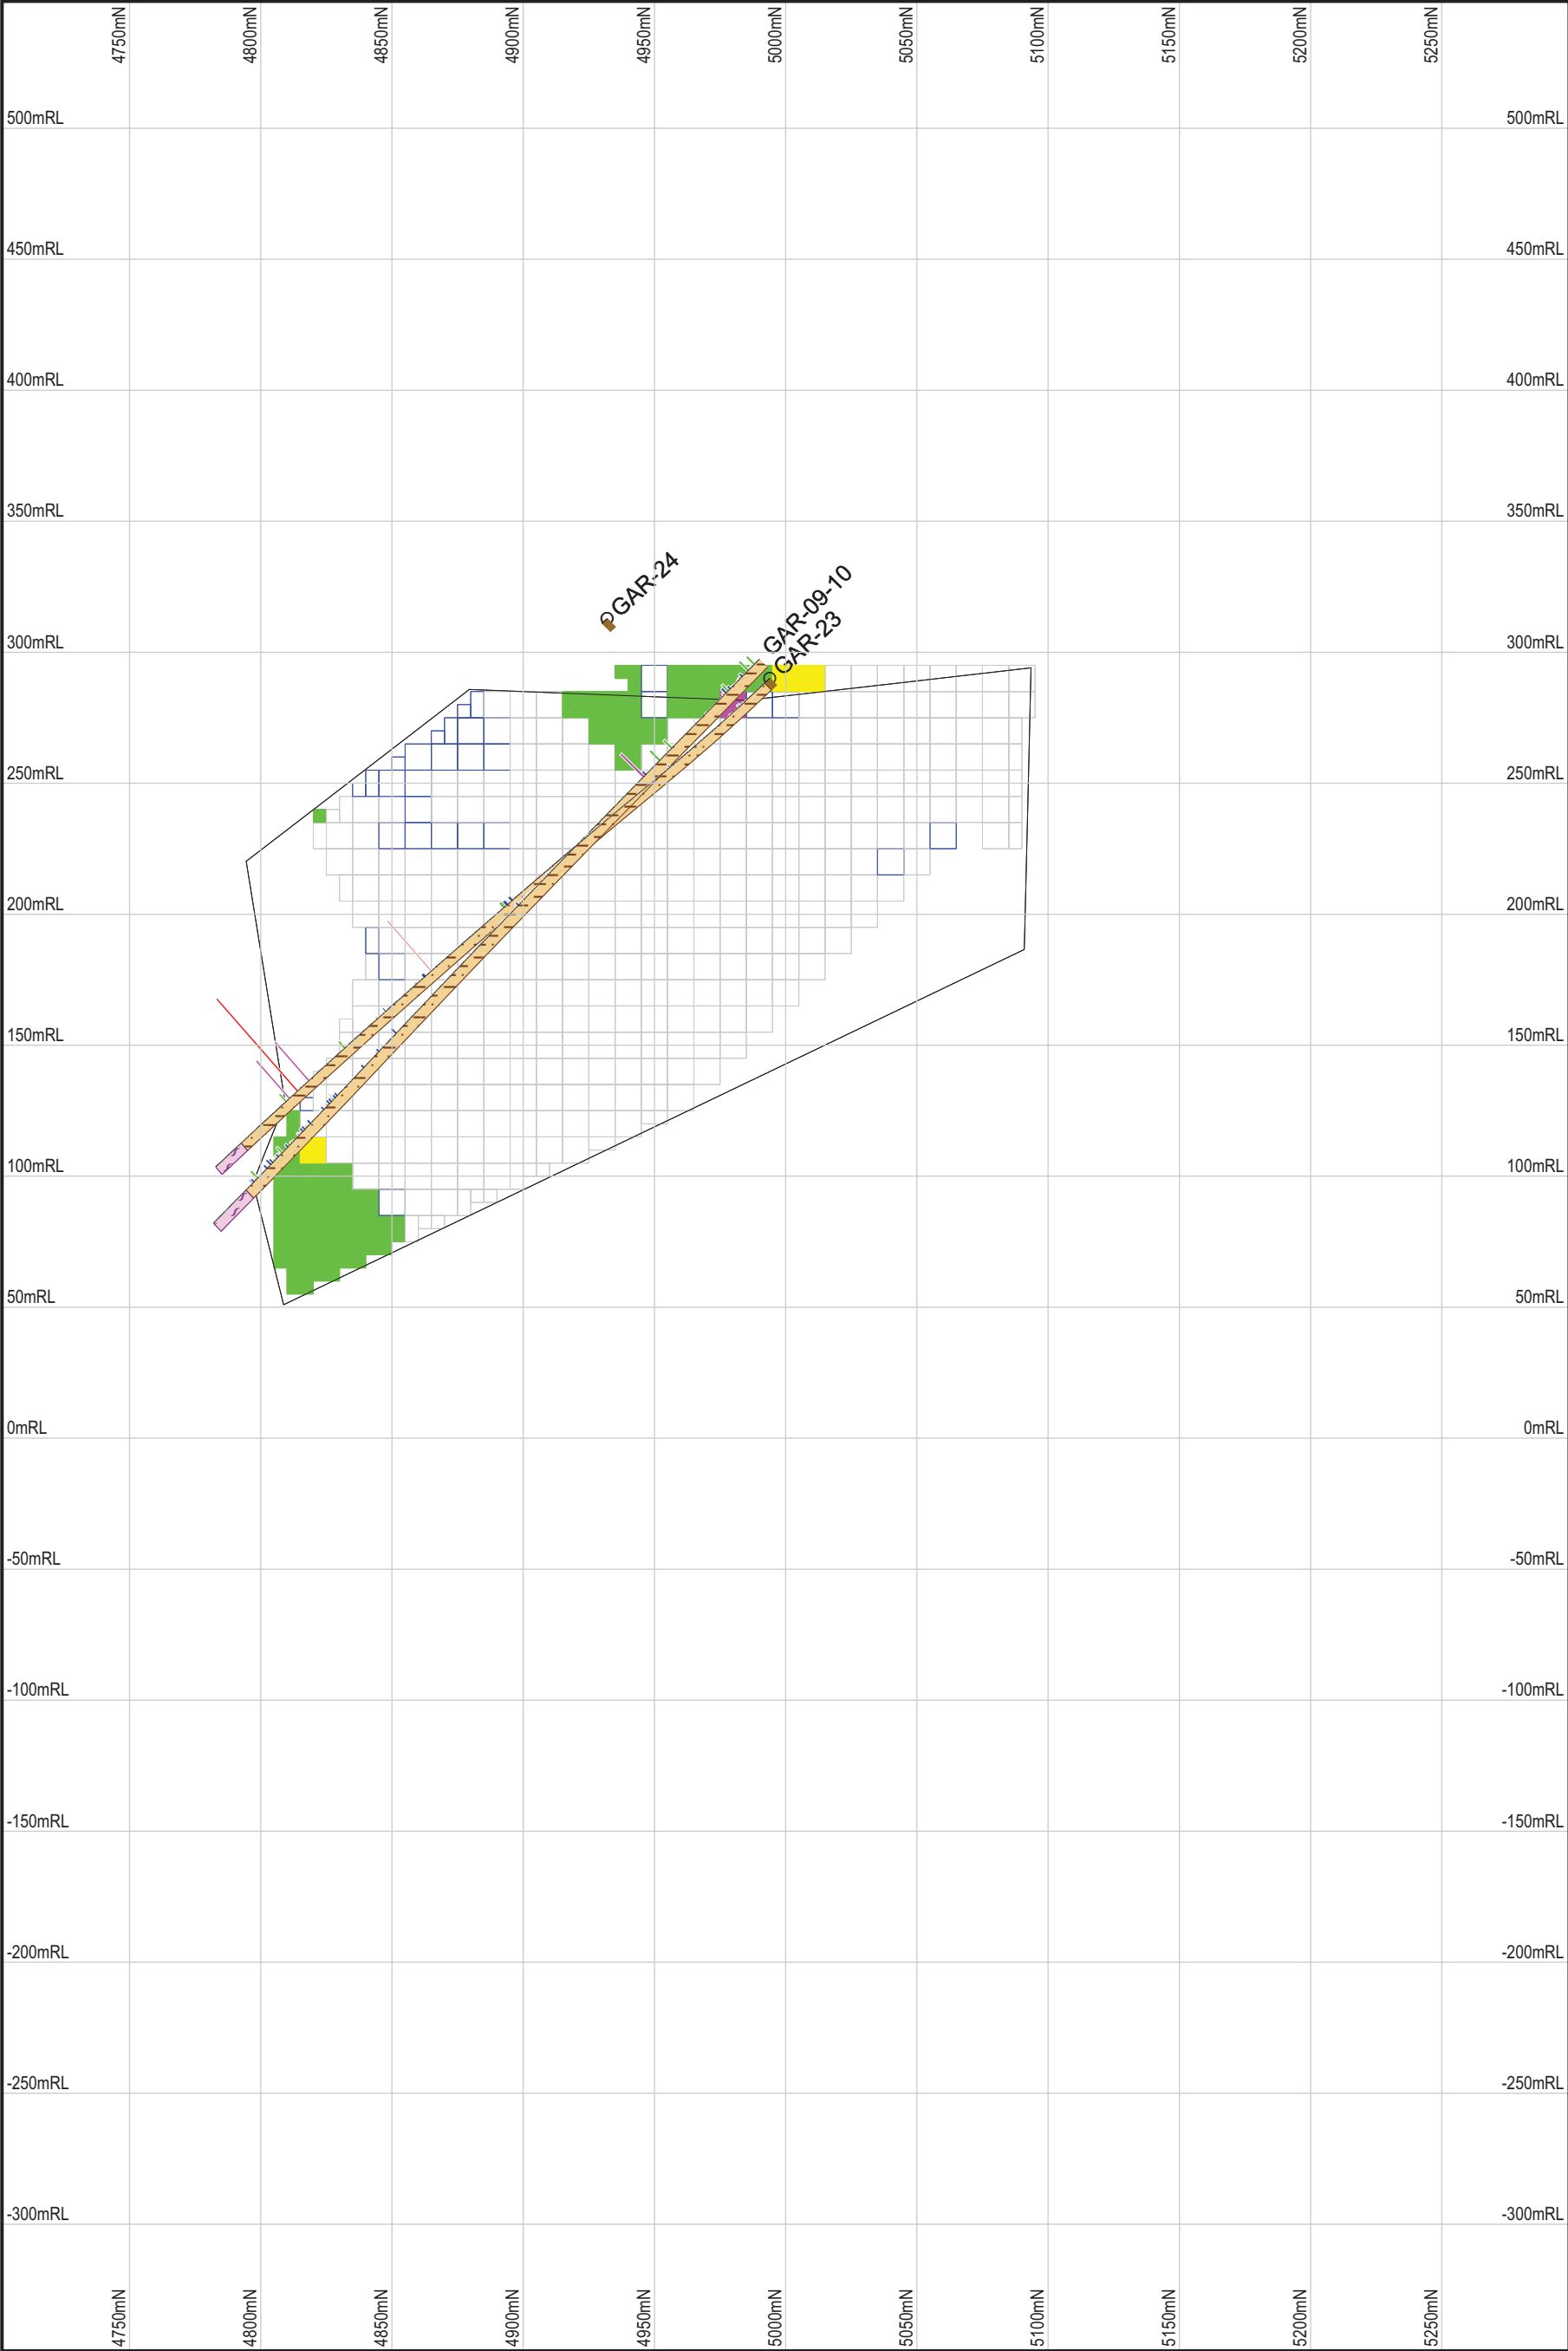 4750mN 4800mN 4850mN 4900mN 4950mN 5000mN 5050mN 5100mN 5150mN 5200mN 5250mN
500mRL 500mRL
450mRL 450mRL
400mRL 400mRL
350mRL 350mRL
GAR-24
GAR-09-10
GAR-23
300mRL 300mRL
250mRL 250mRL
200mRL 200mRL
150mRL 150mRL
100mRL 100mRL
50mRL 50mRL
0mRL 0mRL
-50mRL -50mRL
-100mRL -100mRL
-150mRL -150mRL
-200mRL -200mRL
-250mRL -250mRL
-300mRL -300mRL
4750mN 4800mN 4850mN 4900mN 4950mN 5000mN 5050mN 5100mN 5150mN 5200mN 5250mN